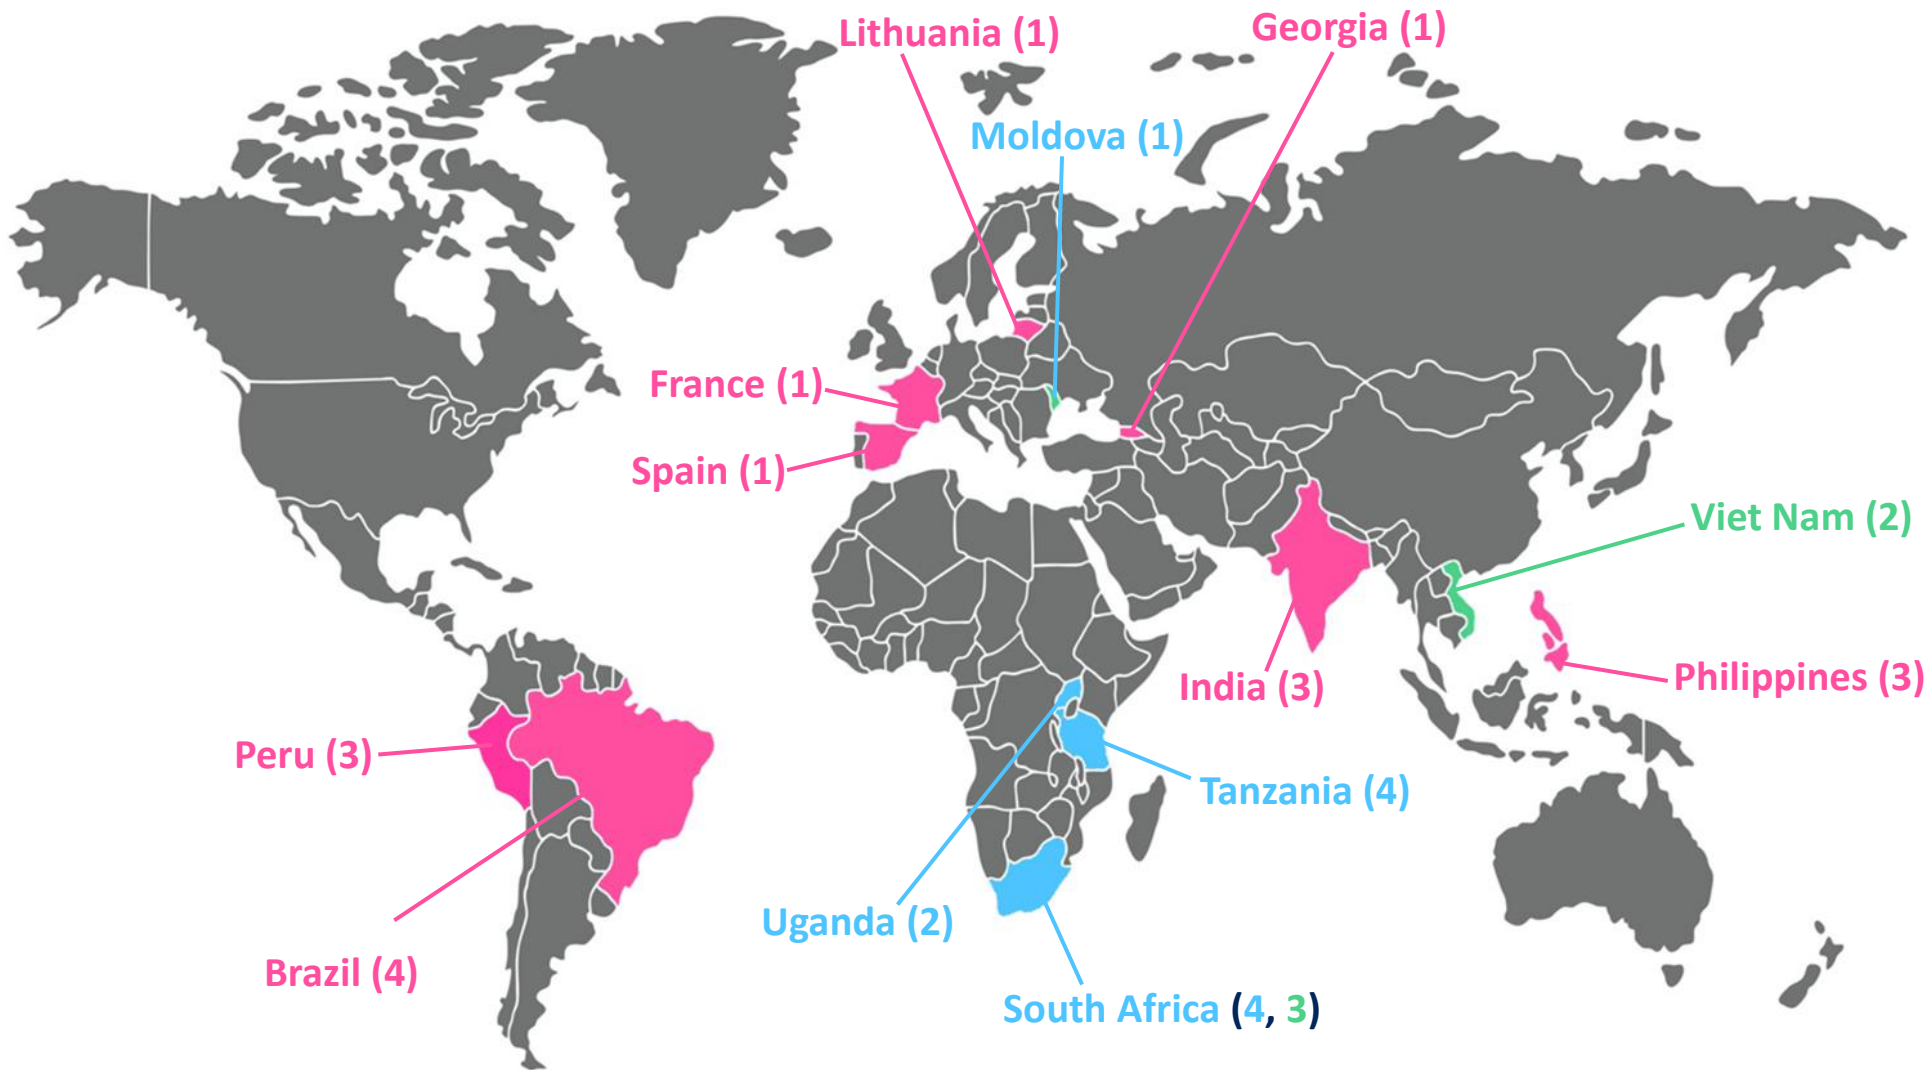 Georgia (1)
Lithuania (1)
Moldova (1)
France (1)
Spain (1)
Viet Nam (2)
Philippines (3)
India (3)
Peru (3)
Tanzania (4)
Uganda (2)
Brazil (4)
South Africa (4, 3)